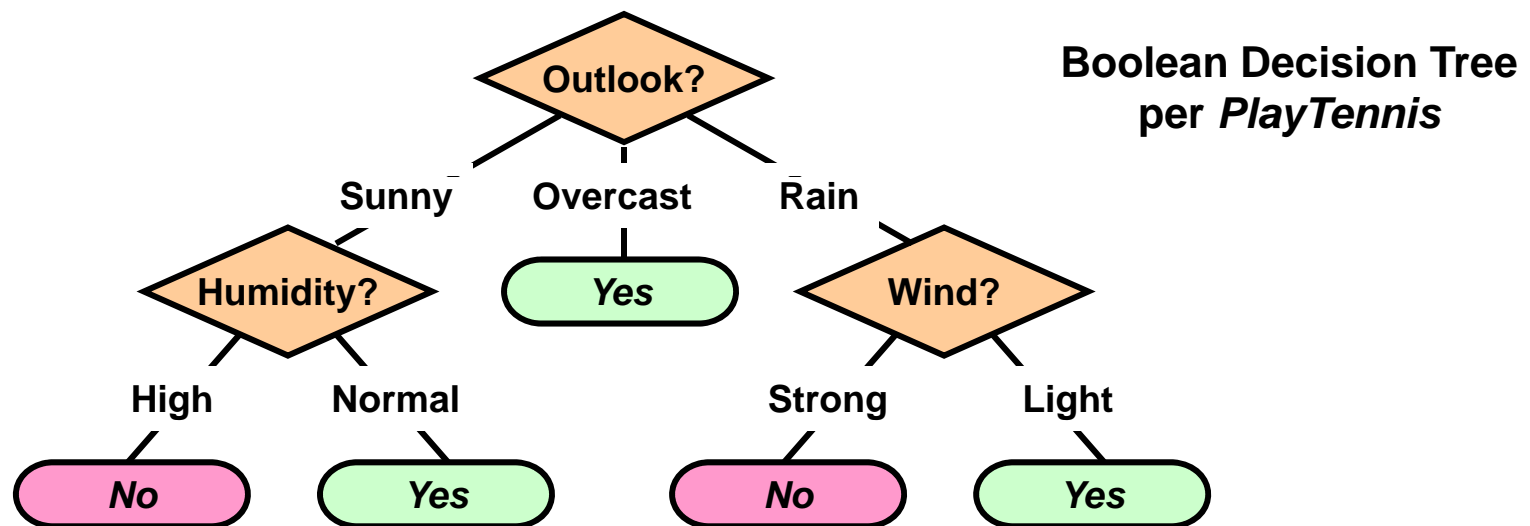 Outlook?
Boolean Decision Tree
per PlayTennis
Sunny Overcast Rain
Humidity? Yes Wind?
High Normal Strong Light
No Yes No Yes